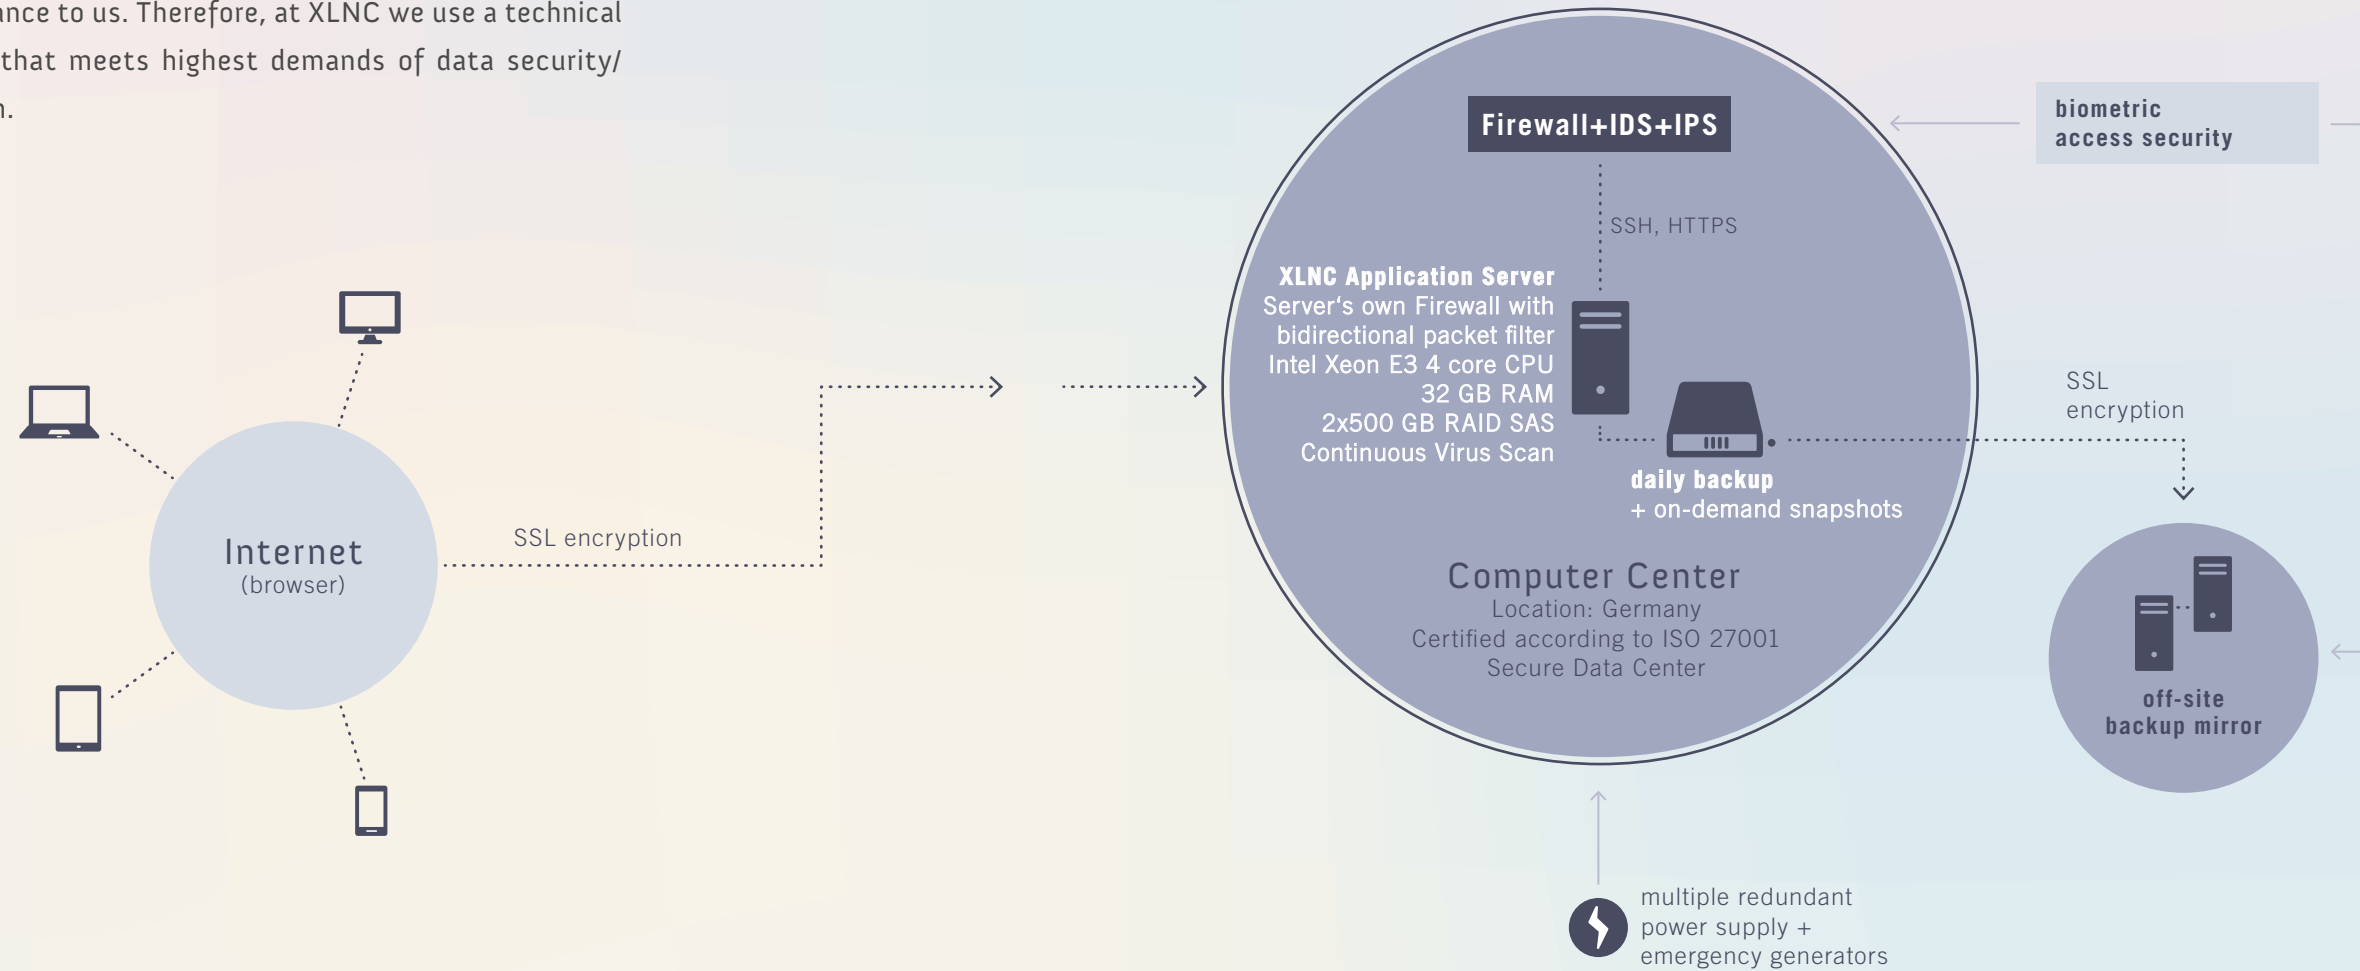 to us. Therefore, at XLNC we use a technical
that meets highest demands of data security/
Firewall+IDS+IPS
biometric
access security
SSH, HTTPS
XLNC Application Server
Server‘s own Firewall with
bidirectional packet filter
Intel Xeon E3 4 core CPU
32 GB RAM
2x500 GB RAID SAS
Continuous Virus Scan
daily backup
+ on-demand snapshots
SSL
encryption
Internet
(browser)
SSL encryption
Computer Center
Location: Germany
Certified according to ISO 27001
Secure Data Center
off-site
backup mirror
multiple redundant
power supply +
emergency generators